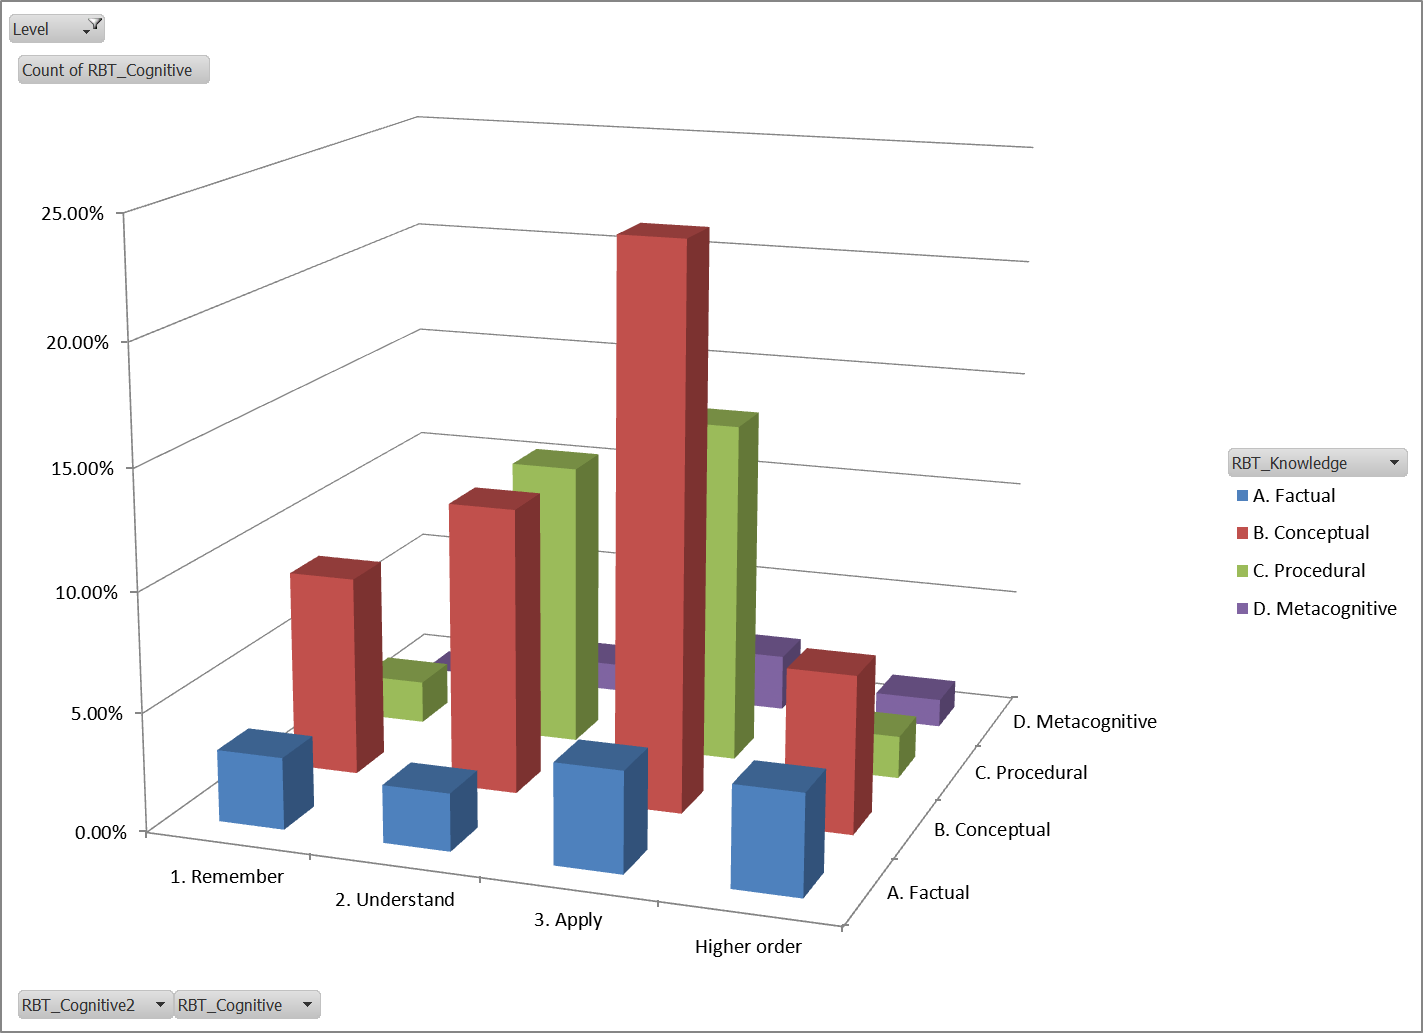 Level
Count of RBT_Cognitive
25.00%
20.00%
15.00%
10.00%
5.00%
0.00%
1. Remember
2. Understand
3. Apply
Higher order
A. Factual
B. Conceptual
C. Procedural
D. Metacognitive
RBT_Knowledge
A. Factual
B. Conceptual
C. Procedural
D. Metacognitive
RBT_Cognitive2 RBT_Cognitive